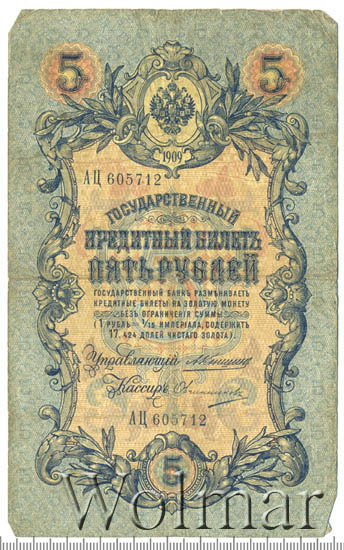 5 5
1909
АЦ 605712
ГОСУДАРСТВЕННЫЙ
КРЕДИТНЫЙ БИЛЕТЪ
ПЯТЬ РУБЛЕЙ
ГОСУДАРСТВЕННЫЙ БАНКЪ РАЗМѢНИВАЕТЪ
КРЕДИТНЫЕ БИЛЕТЫ НА ЗОЛОТУЮ МОНЕТУ
БЕЗЪ ОГРАНИЧЕНІЯ СУММЫ
(1 РУБЛЬ = 1/15 ИМПЕРІАЛА, СОДЕРЖИТЪ
17,424 ДОЛЕЙ ЧИСТАГО ЗОЛОТА).
Управляющій
Кассиръ
АЦ 605712
5
Wolmar